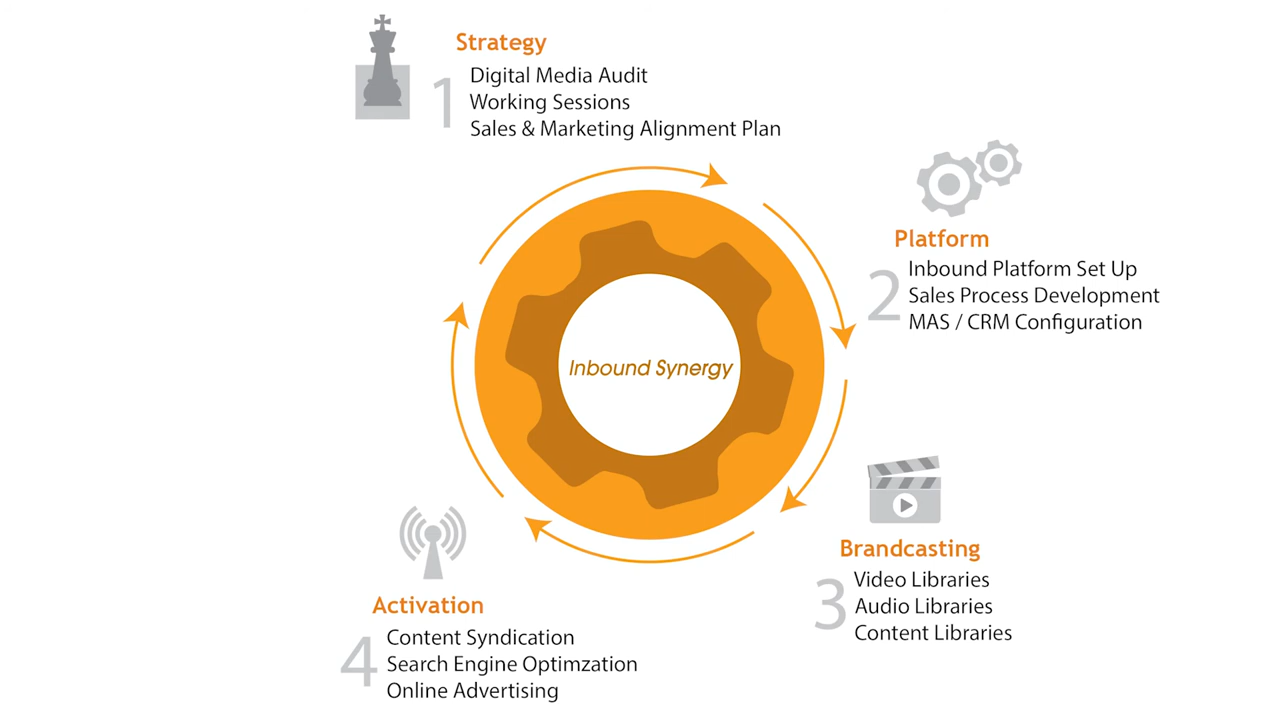 Strategy
1
Digital Media Audit
Working Sessions
Sales & Marketing Alignment Plan
Platform
2
Inbound Platform Set Up
Sales Process Development
MAS / CRM Configuration
Inbound Synergy
Brandcasting
3
Video Libraries
Audio Libraries
Content Libraries
Activation
4
Content Syndication
Search Engine Optimzation
Online Advertising